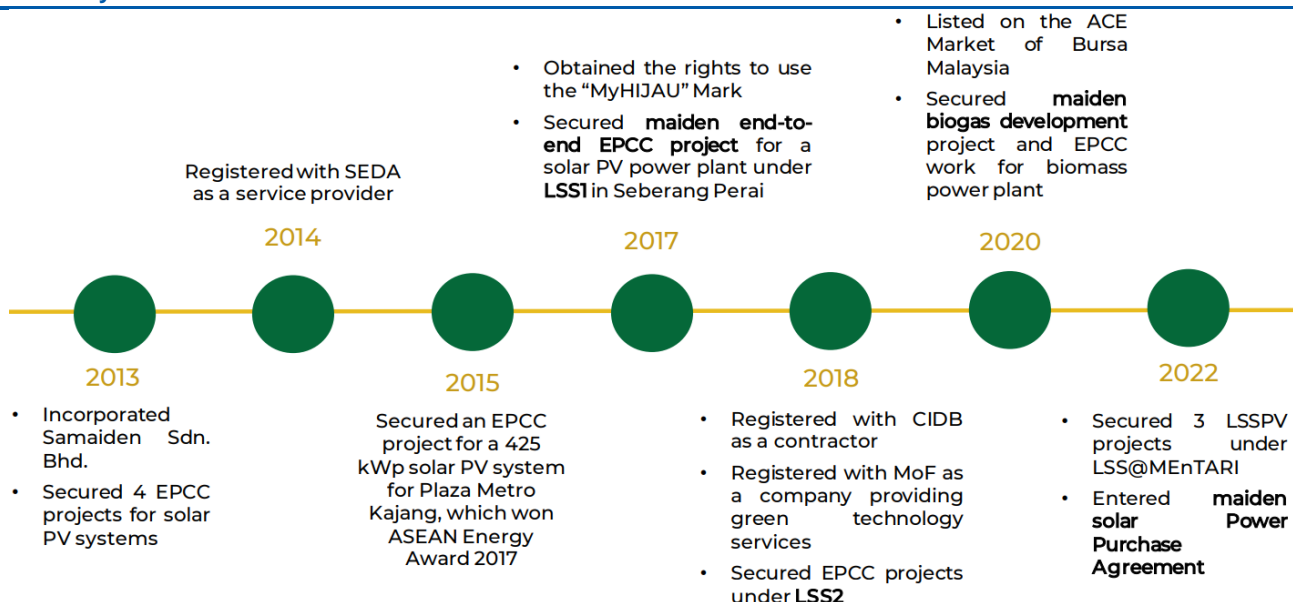 Registered with SEDA
as a service provider
2014
• Obtained the rights to use
the “MyHIJAU” Mark
• Secured maiden end-to-
end EPCC project for a
solar PV power plant under
LSS1 in Seberang Perai
2017
• Listed on the ACE
Market of Bursa
Malaysia
• Secured maiden
biogas development
project and EPCC
work for biomass
power plant
2020
2013
• Incorporated
Samaiden Sdn.
Bhd.
• Secured 4 EPCC
projects for solar
PV systems
2015
Secured an EPCC
project for a 425
kWp solar PV system
for Plaza Metro
Kajang, which won
ASEAN Energy
Award 2017
2018
• Registered with CIDB
as a contractor
• Registered with MoF as
a company providing
green technology
services
• Secured EPCC projects
under LSS2
2022
• Secured 3 LSSPV
projects under
LSS@MEnTARI
• Entered maiden
solar Power
Purchase
Agreement